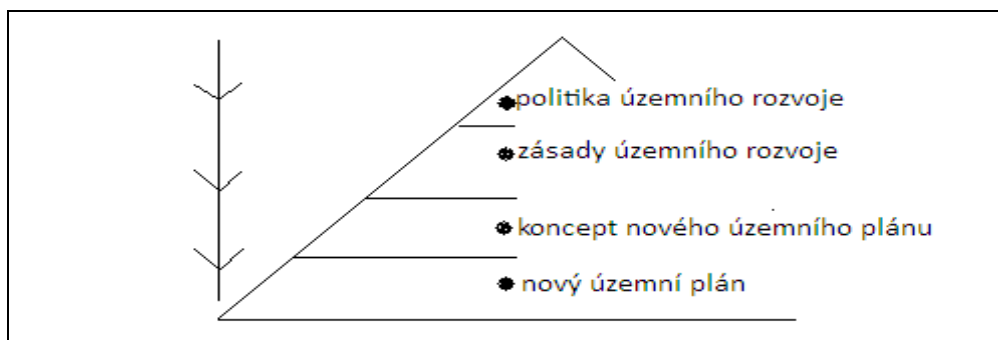 politika územního rozvoje
zásady územního rozvoje
koncept nového územního plánu
nový územní plán